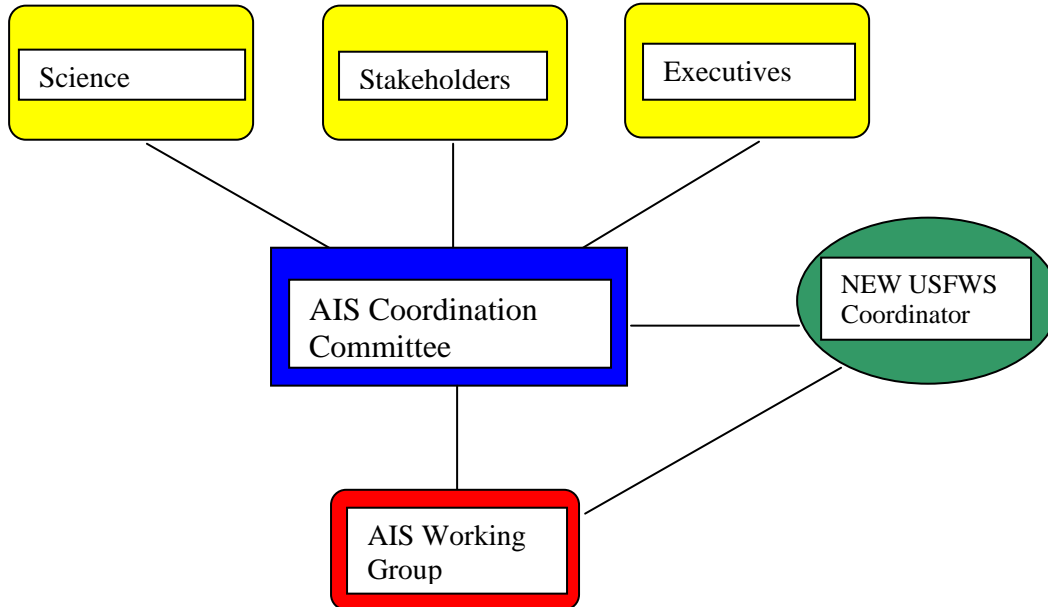 Science
Stakeholders
Executives
NEW USFWS
Coordinator
AIS Coordination
Committee
AIS Working
Group